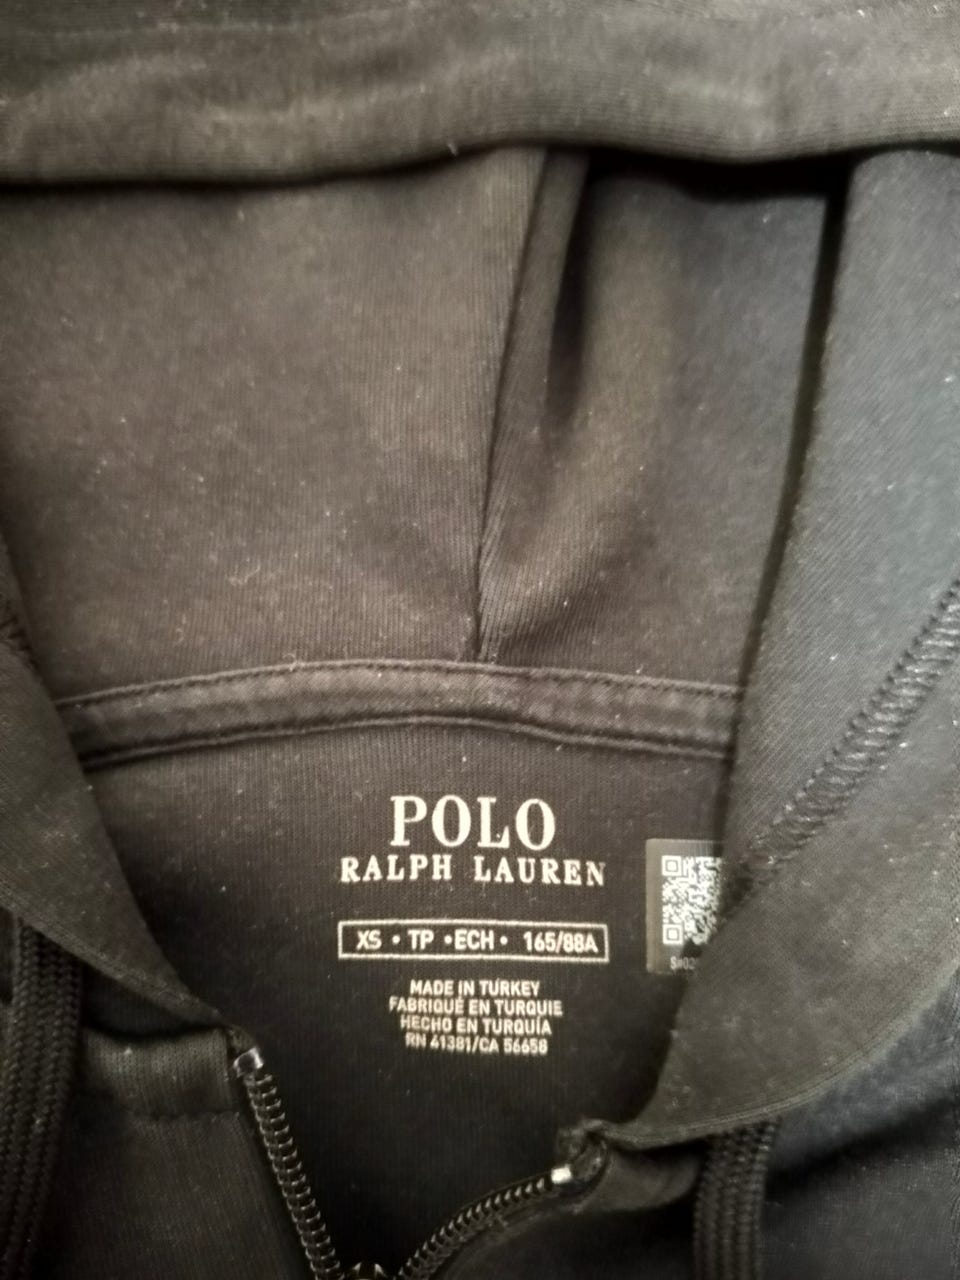 POLO
RALPH LAUREN
XS • TP • ECH • 165/88A
MADE IN TURKEY
FABRIQUÉ EN TURQUIE
HECHO EN TURQUÍA
RN 41381/CA 56658